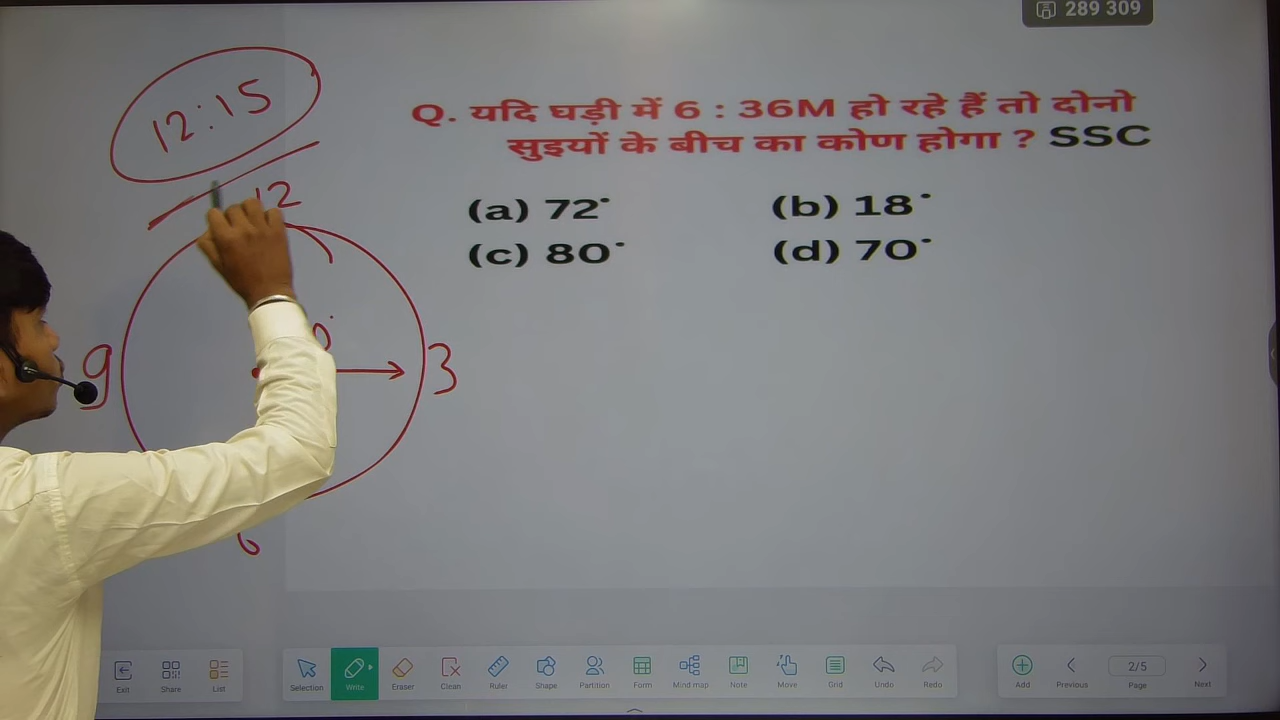 289 309
12:15
Q. यदि घड़ी में 6 : 36M हो रहे हैं तो दोनो
सुइयों के बीच का कोण होगा ? SSC
(a) 72° (b) 18°
(c) 80° (d) 70°
12
9
3
6
Exit Share List Selection Write Eraser Clean Ruler Shape Partition Form Mind map Note Move Grid Undo Redo Add Previous 2/5 Page Next